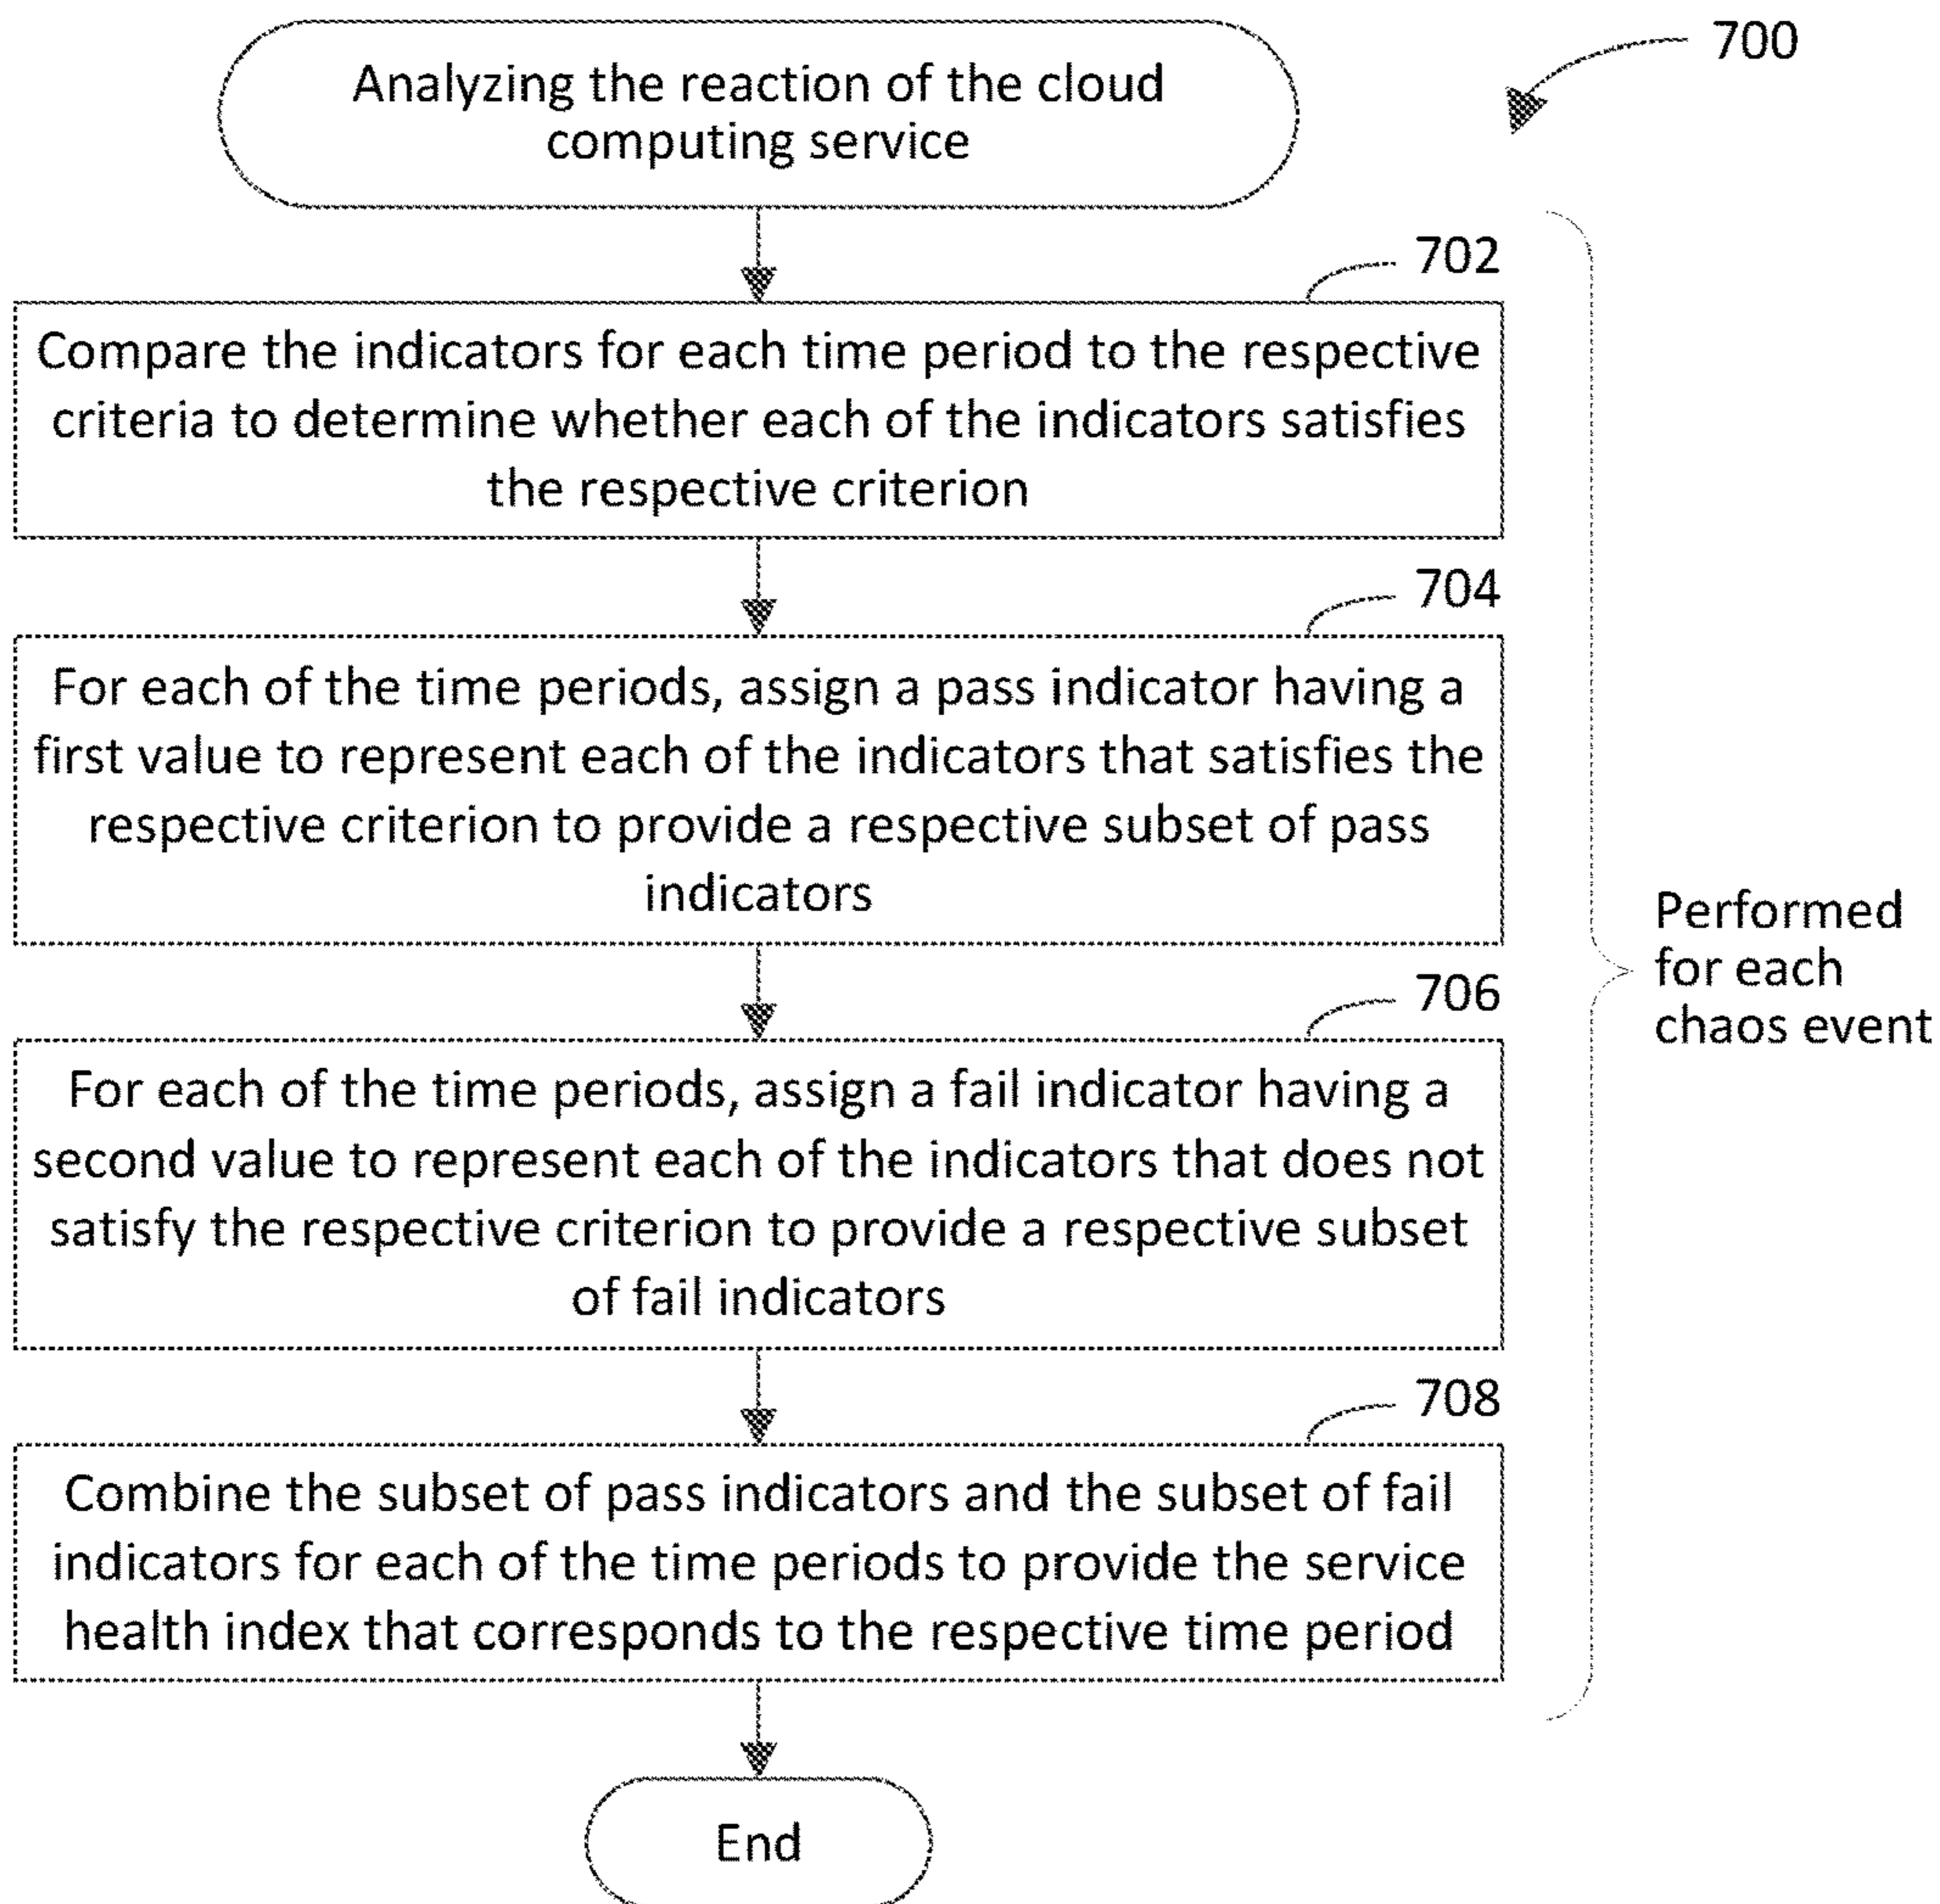 Analyzing the reaction of the cloud
computing service
700
702
Compare the indicators for each time period to the respective
criteria to determine whether each of the indicators satisfies
the respective criterion
704
For each of the time periods, assign a pass indicator having a
first value to represent each of the indicators that satisfies the
respective criterion to provide a respective subset of pass
indicators
Performed
for each
chaos event
706
For each of the time periods, assign a fail indicator having a
second value to represent each of the indicators that does not
satisfy the respective criterion to provide a respective subset
of fail indicators
708
Combine the subset of pass indicators and the subset of fail
indicators for each of the time periods to provide the service
health index that corresponds to the respective time period
End